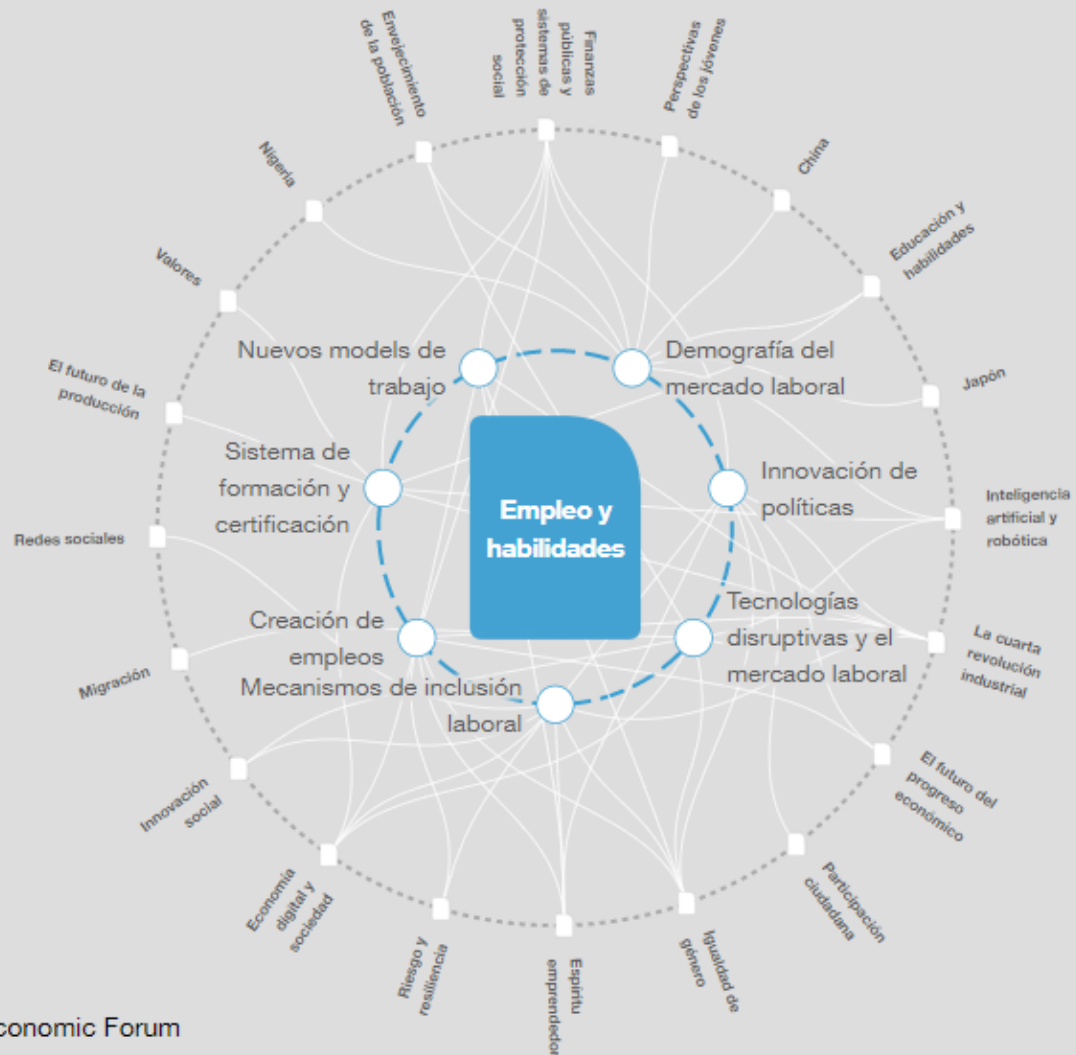 Envejecimiento
de la población
Finanzas
públicas y
sistemas de
protección
social
Perspectivas
de los jóvenes
China
Educación y
habilidades
Japón
Inteligencia
artificial y
robótica
La cuarta
revolución
industrial
El futuro del
progreso
económico
Participación
ciudadana
Igualdad de
género
Espíritu
emprendedor
Riesgo y
resiliencia
Economía
digital y
sociedad
Innovación
social
Migración
Redes sociales
El futuro de la
producción
Valores
Nigeria
Nuevos models de
trabajo
Demografía del
mercado laboral
Sistema de
formación y
certificación
Innovación de
políticas
Empleo y
habilidades
Creación de
empleos
Tecnologías
disruptivas y el
mercado laboral
Mecanismos de inclusión
laboral
conomic Forum